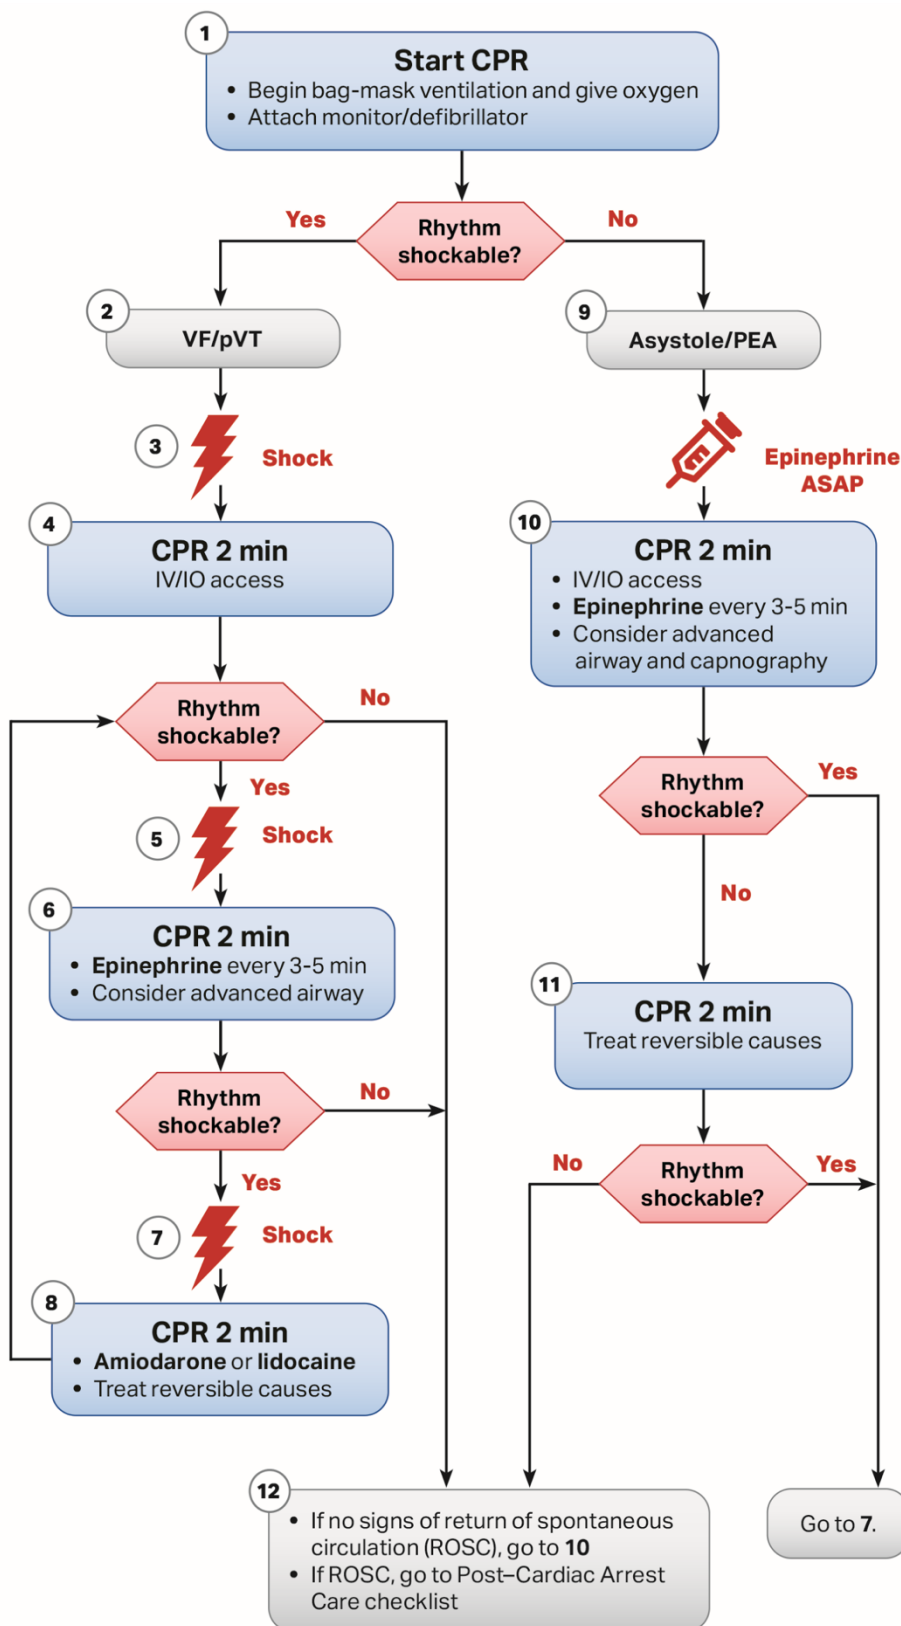 1
Start CPR
• Begin bag-mask ventilation and give oxygen
• Attach monitor/defibrillator
Rhythm
shockable?
Yes
No
2
VF/pVT
3
Shock
4
CPR 2 min
IV/IO access
Rhythm
shockable?
No
Yes
5
Shock
6
CPR 2 min
• Epinephrine every 3-5 min
• Consider advanced airway
Rhythm
shockable?
No
Yes
7
Shock
8
CPR 2 min
• Amiodarone or lidocaine
• Treat reversible causes
9
Asystole/PEA
Epinephrine
ASAP
10
CPR 2 min
• IV/IO access
• Epinephrine every 3-5 min
• Consider advanced
airway and capnography
Rhythm
shockable?
Yes
No
11
CPR 2 min
Treat reversible causes
Rhythm
shockable?
No
Yes
12
• If no signs of return of spontaneous
circulation (ROSC), go to 10
• If ROSC, go to Post–Cardiac Arrest
Care checklist
Go to 7.